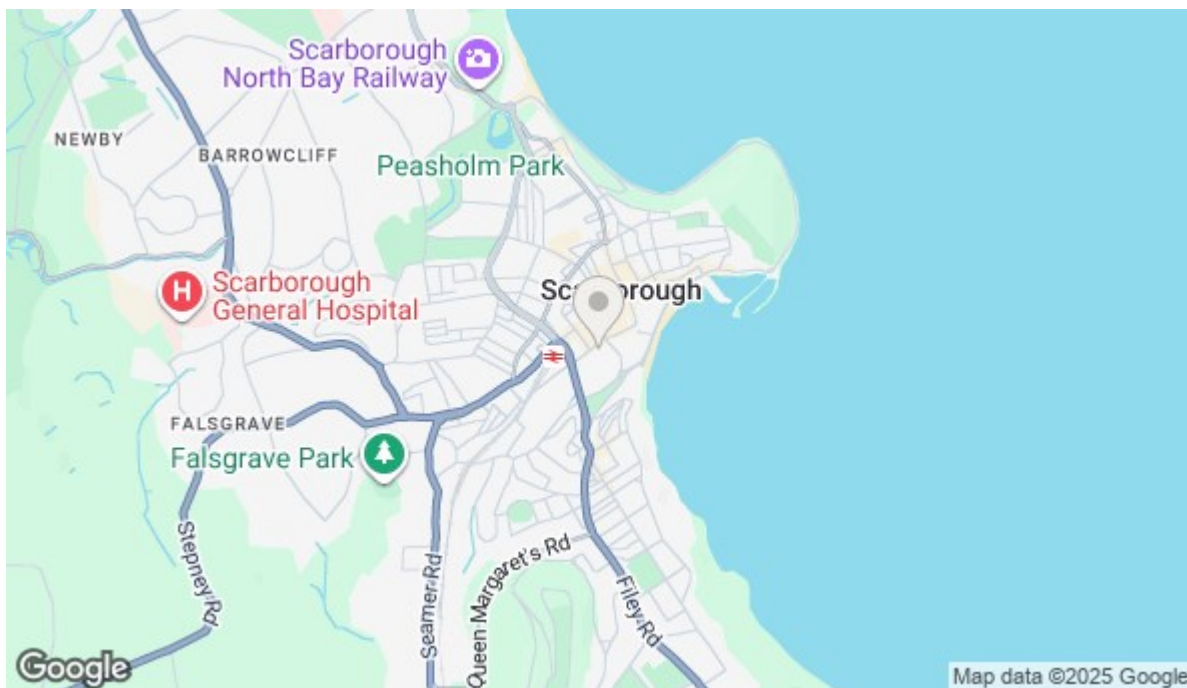 Scarborough
North Bay Railway
NEWBY
BARROWCLIFF
Peasholm Park
Scarborough
General Hospital
H
FALSGRAVE
Falsgrave Park
Stepney Rd
Seamer Rd
Queen Margaret's Rd
Filey Rd
Google
Map data ©2025 Google